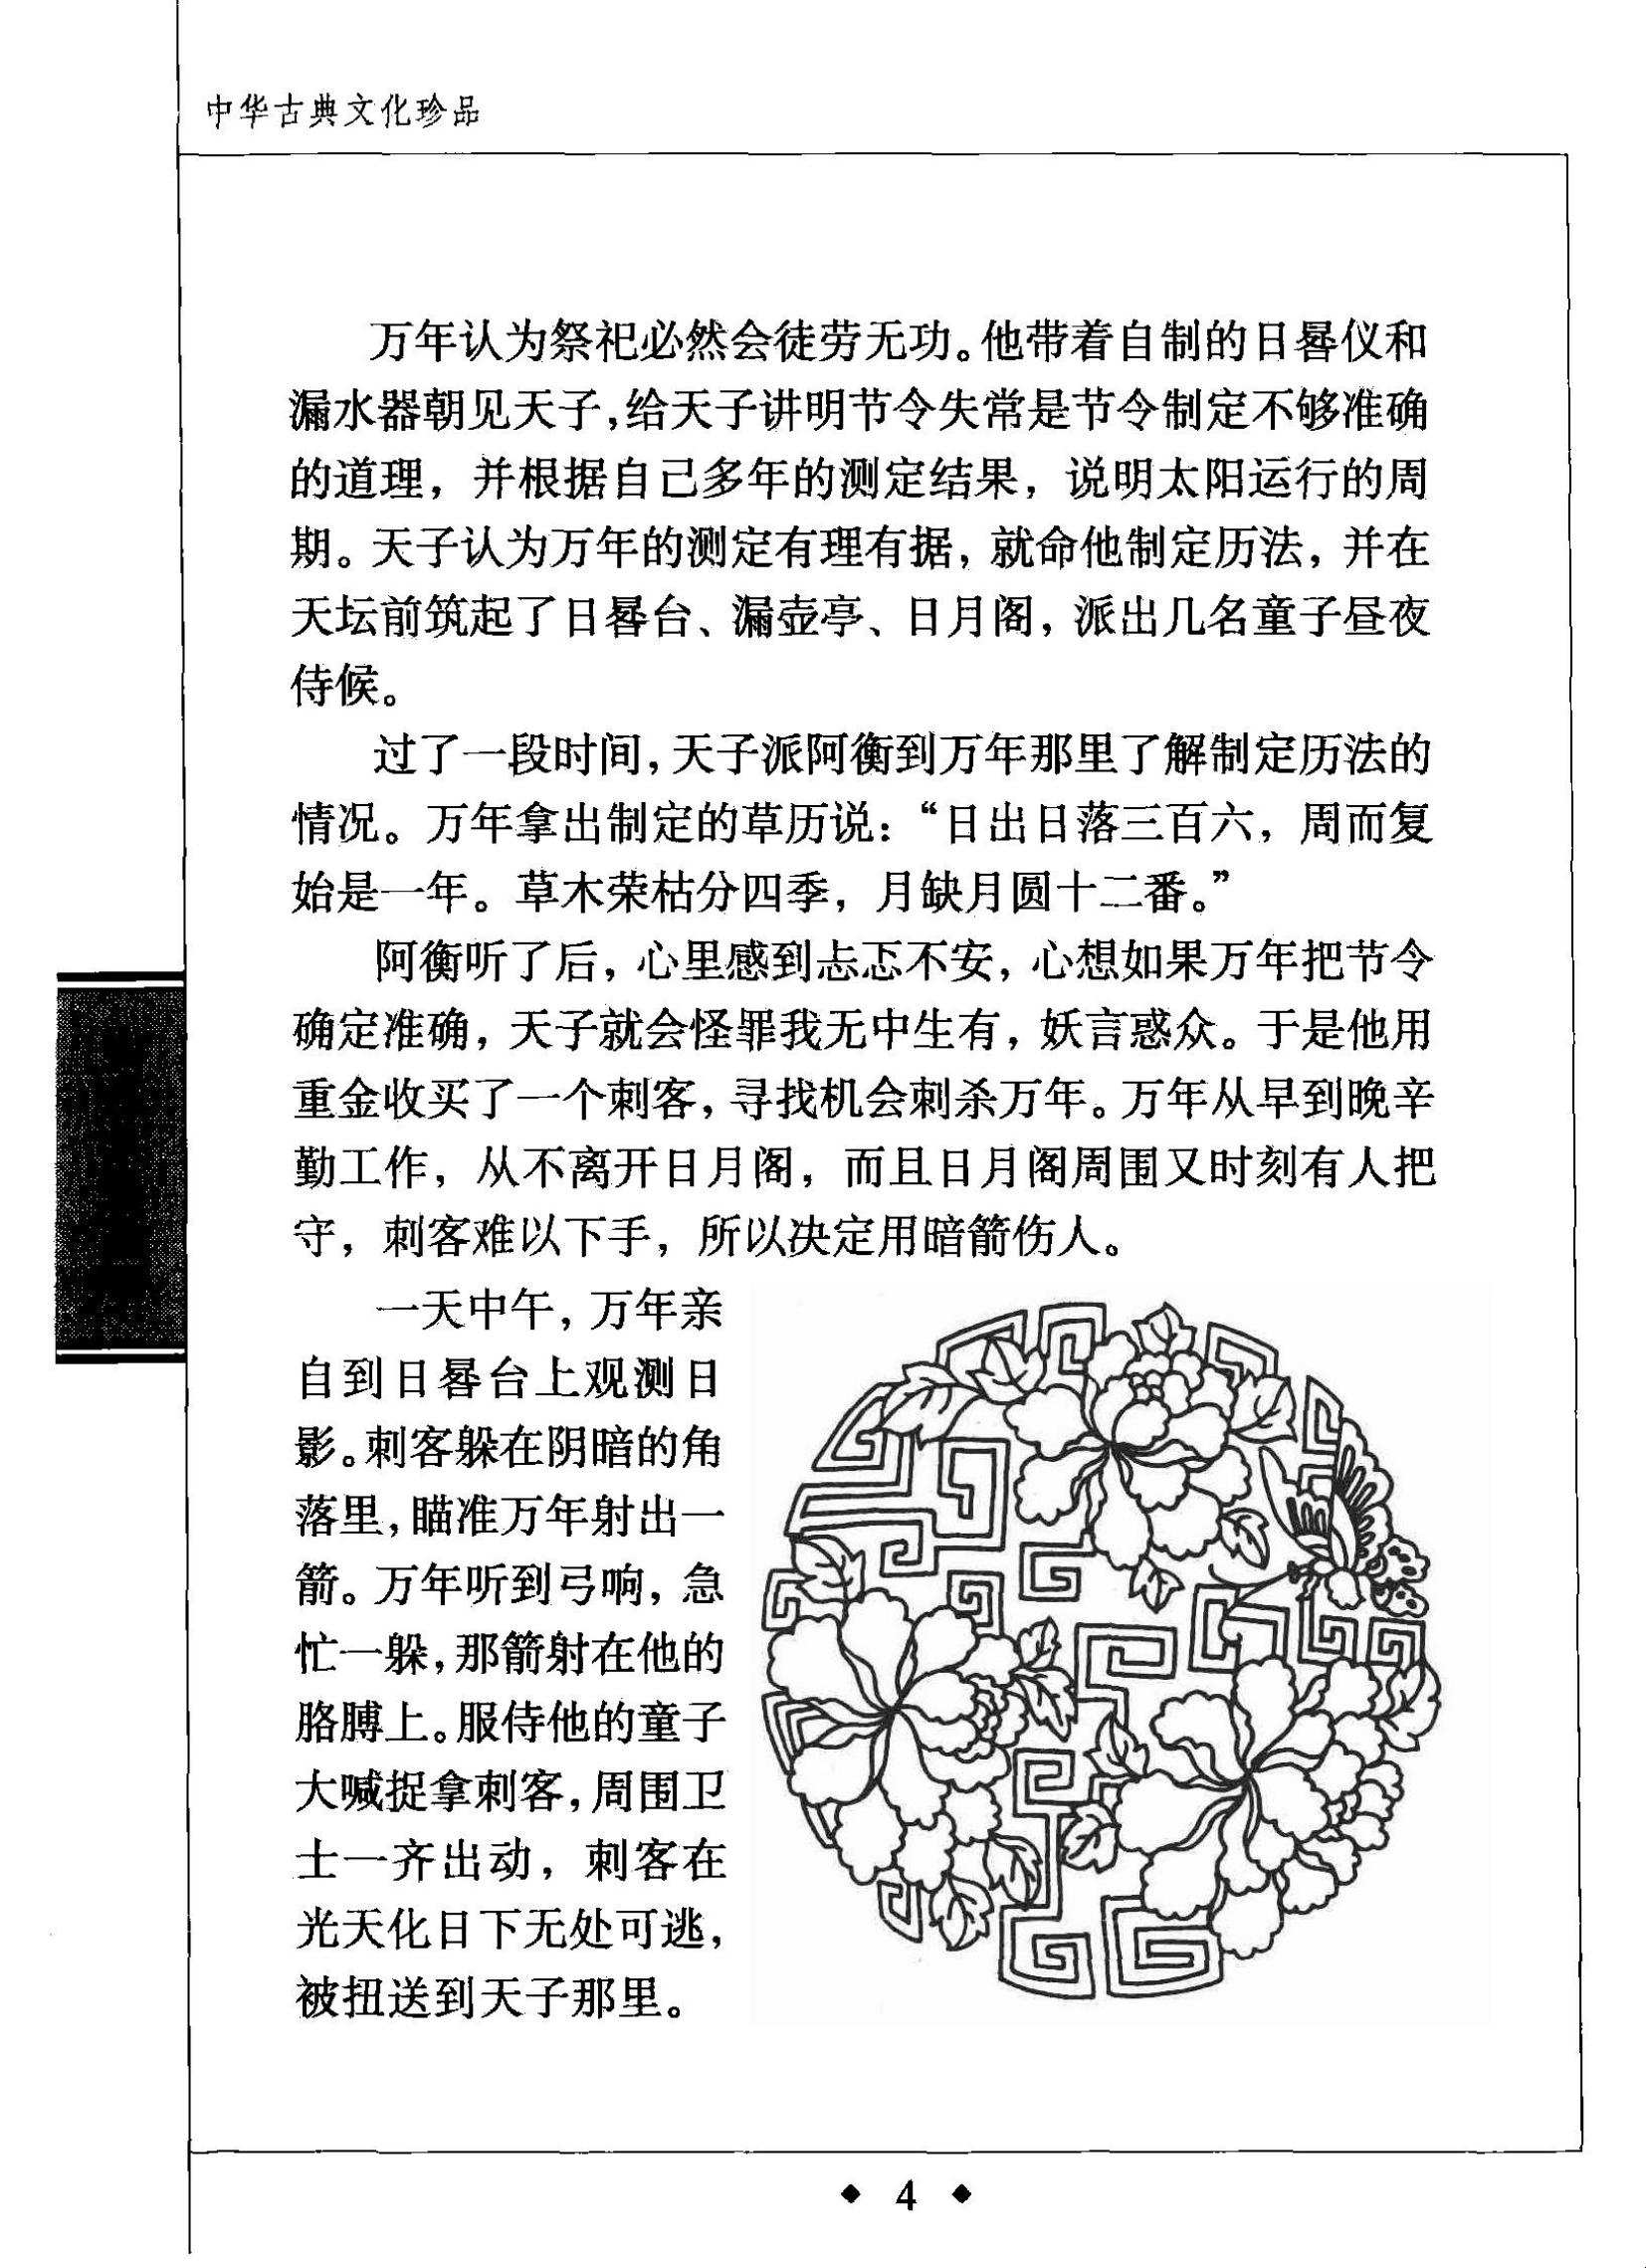 中华古典文化珍品
万年认为祭祀必然会徒劳无功。他带着自制的日晷仪和
漏水器朝见天子，给天子讲明节令失常是节令制定不够准确
的道理，并根据自己多年的测定结果，说明太阳运行的周
期。天子认为万年的测定有理有据，就命他制定历法，并在
天坛前筑起了日晷台、漏壶亭、日月阁，派出几名童子昼夜
侍候。
过了一段时间，天子派阿衡到万年那里了解制定历法的
情况。万年拿出制定的草历说：“日出日落三百六，周而复
始是一年。草木荣枯分四季，月缺月圆十二番。”
阿衡听了后，心里感到忐忑不安，心想如果万年把节令
确定准确，天子就会怪罪我无中生有，妖言惑众。于是他用
重金收买了一个刺客，寻找机会刺杀万年。万年从早到晚辛
勤工作，从不离开日月阁，而且日月阁周围又时刻有人把
守，刺客难以下手，所以决定用暗箭伤人。
一天中午，万年亲
自到日晷台上观测日
影。刺客躲在阴暗的角
落里，瞄准万年射出一
箭。万年听到弓响，急
忙一躲，那箭射在他的
胳膊上。服侍他的童子
大喊捉拿刺客，周围卫
士一齐出动，刺客在
光天化日下无处可逃，
被扭送到天子那里。
◆ 4 ◆